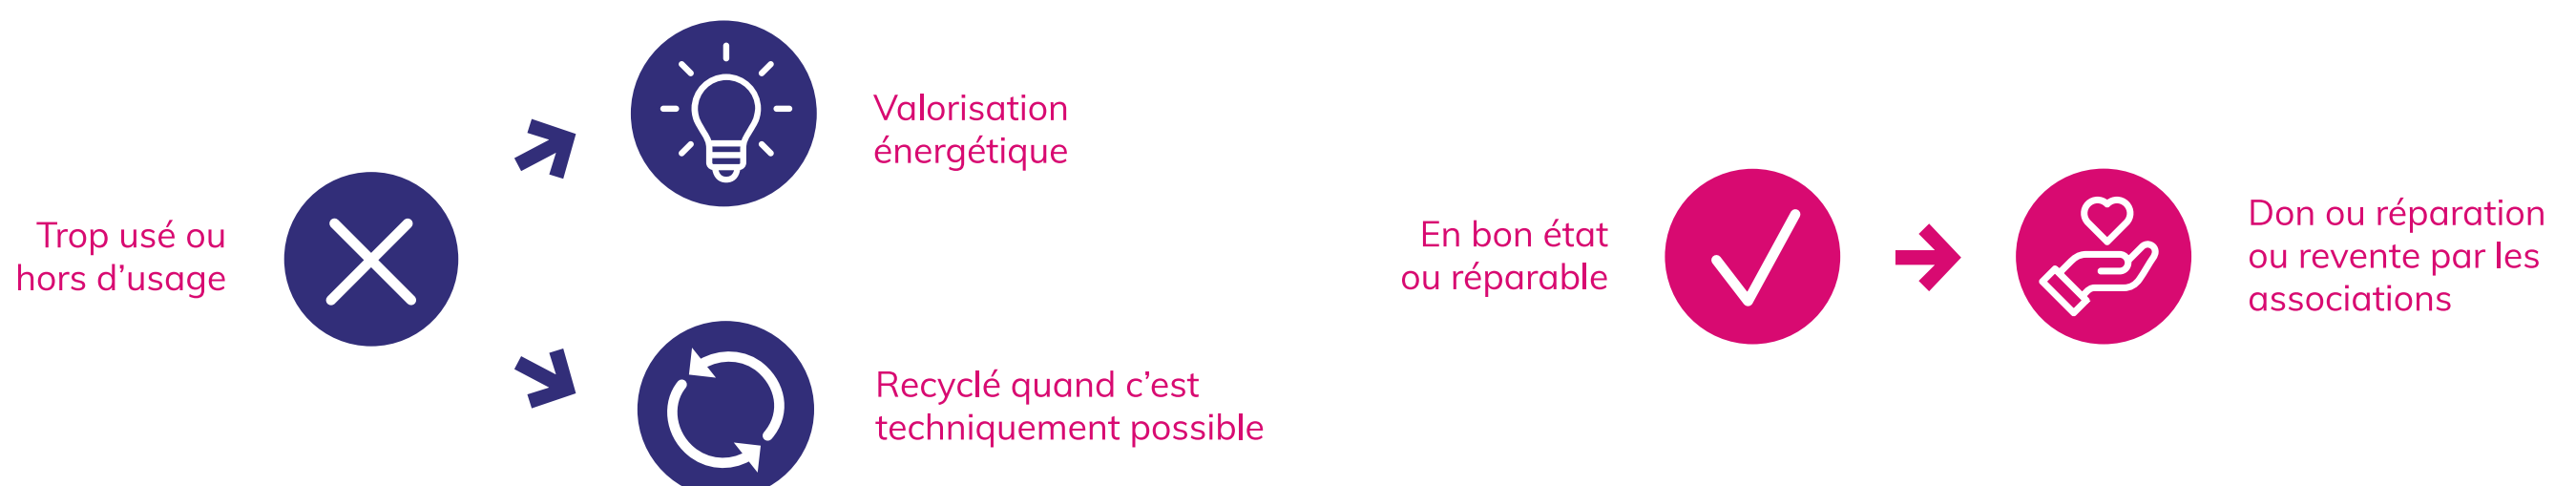 Trop usé ou
hors d’usage
Valorisation
énergétique
Recyclé quand c’est
techniquement possible
En bon état
ou réparable
Don ou réparation
ou revente par les
associations